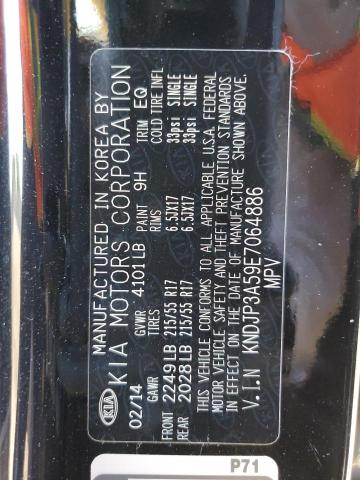 MANUFACTURED IN KOREA BY
KIA KIA MOTORS CORPORATION
02/14 GVWR 4101LB PAINT 9H TRIM EQ
GAWR TIRES RIMS COLD TIRE INFL
FRONT 2249LB 215/55 R17 6.5JX17 33psi SINGLE
REAR 2028LB 215/55 R17 6.5JX17 33psi SINGLE
THIS VEHICLE CONFORMS TO ALL APPLICABLE U.S.A. FEDERAL
MOTOR VEHICLE SAFETY AND THEFT PREVENTION STANDARDS
IN EFFECT ON THE DATE OF MANUFACTURE SHOWN ABOVE.
V.I.N KNDJTP3A59E7064886
MPV
P71